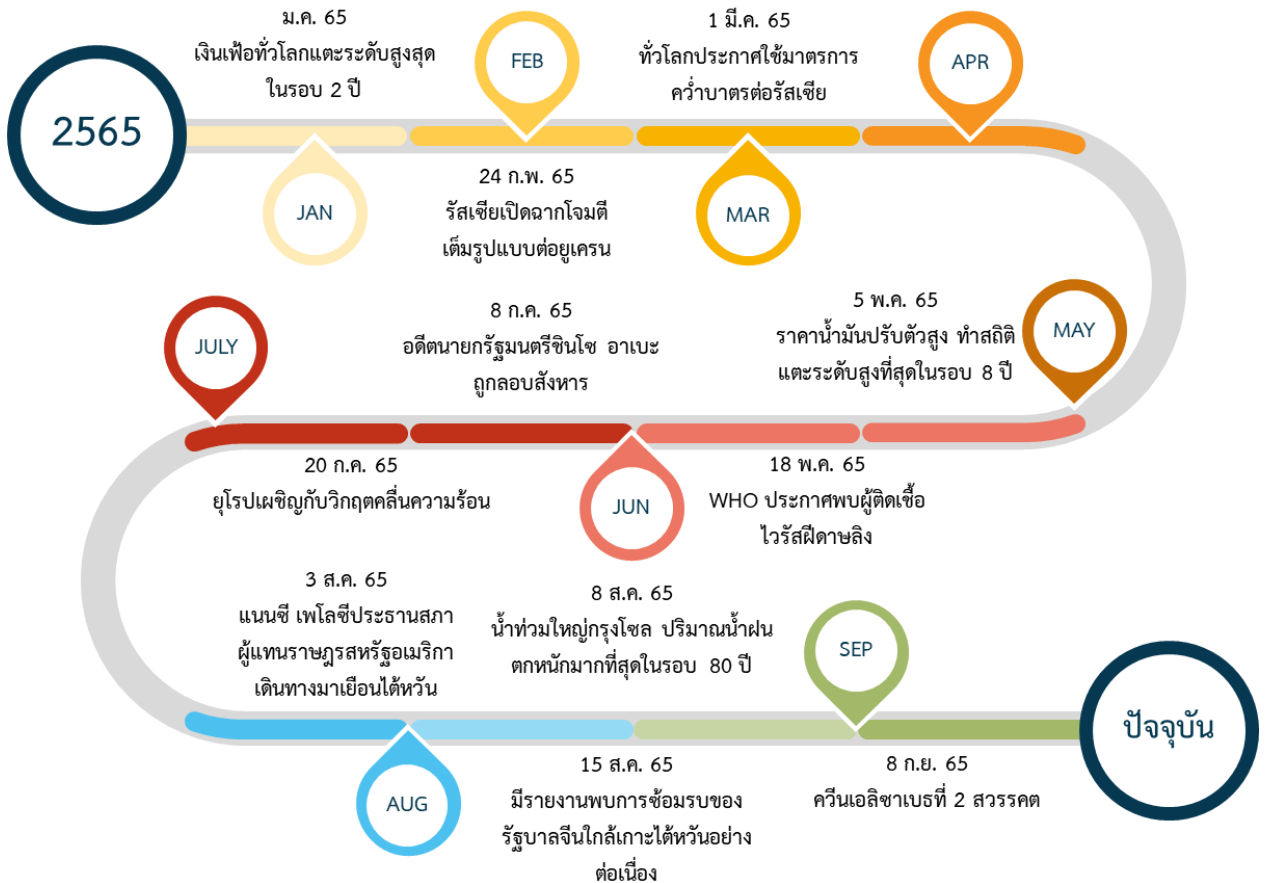 2565
ม.ค. 65
เงินเฟ้อทั่วโลกแตะระดับสูงสุด
ในรอบ 2 ปี
JAN
FEB
24 ก.พ. 65
รัสเซียเปิดฉากโจมตี
เต็มรูปแบบต่อยูเครน
1 มี.ค. 65
ทั่วโลกประกาศใช้มาตรการ
คว่ำบาตรต่อรัสเซีย
MAR
APR
5 พ.ค. 65
ราคาน้ำมันปรับตัวสูง ทำสถิติ
แตะระดับสูงที่สุดในรอบ 8 ปี
MAY
18 พ.ค. 65
WHO ประกาศพบผู้ติดเชื้อ
ไวรัสฝีดาษลิง
JUN
8 ก.ค. 65
อดีตนายกรัฐมนตรีชินโซ อาเบะ
ถูกลอบสังหาร
JULY
20 ก.ค. 65
ยุโรปเผชิญกับวิกฤตคลื่นความร้อน
3 ส.ค. 65
แนนซี เพโลซีประธานสภา
ผู้แทนราษฎรสหรัฐอเมริกา
เดินทางมาเยือนไต้หวัน
AUG
8 ส.ค. 65
น้ำท่วมใหญ่กรุงโซล ปริมาณน้ำฝน
ตกหนักมากที่สุดในรอบ 80 ปี
15 ส.ค. 65
มีรายงานพบการซ้อมรบของ
รัฐบาลจีนใกล้เกาะไต้หวันอย่าง
ต่อเนื่อง
SEP
8 ก.ย. 65
ควีนเอลิซาเบธที่ 2 สวรรคต
ปัจจุบัน